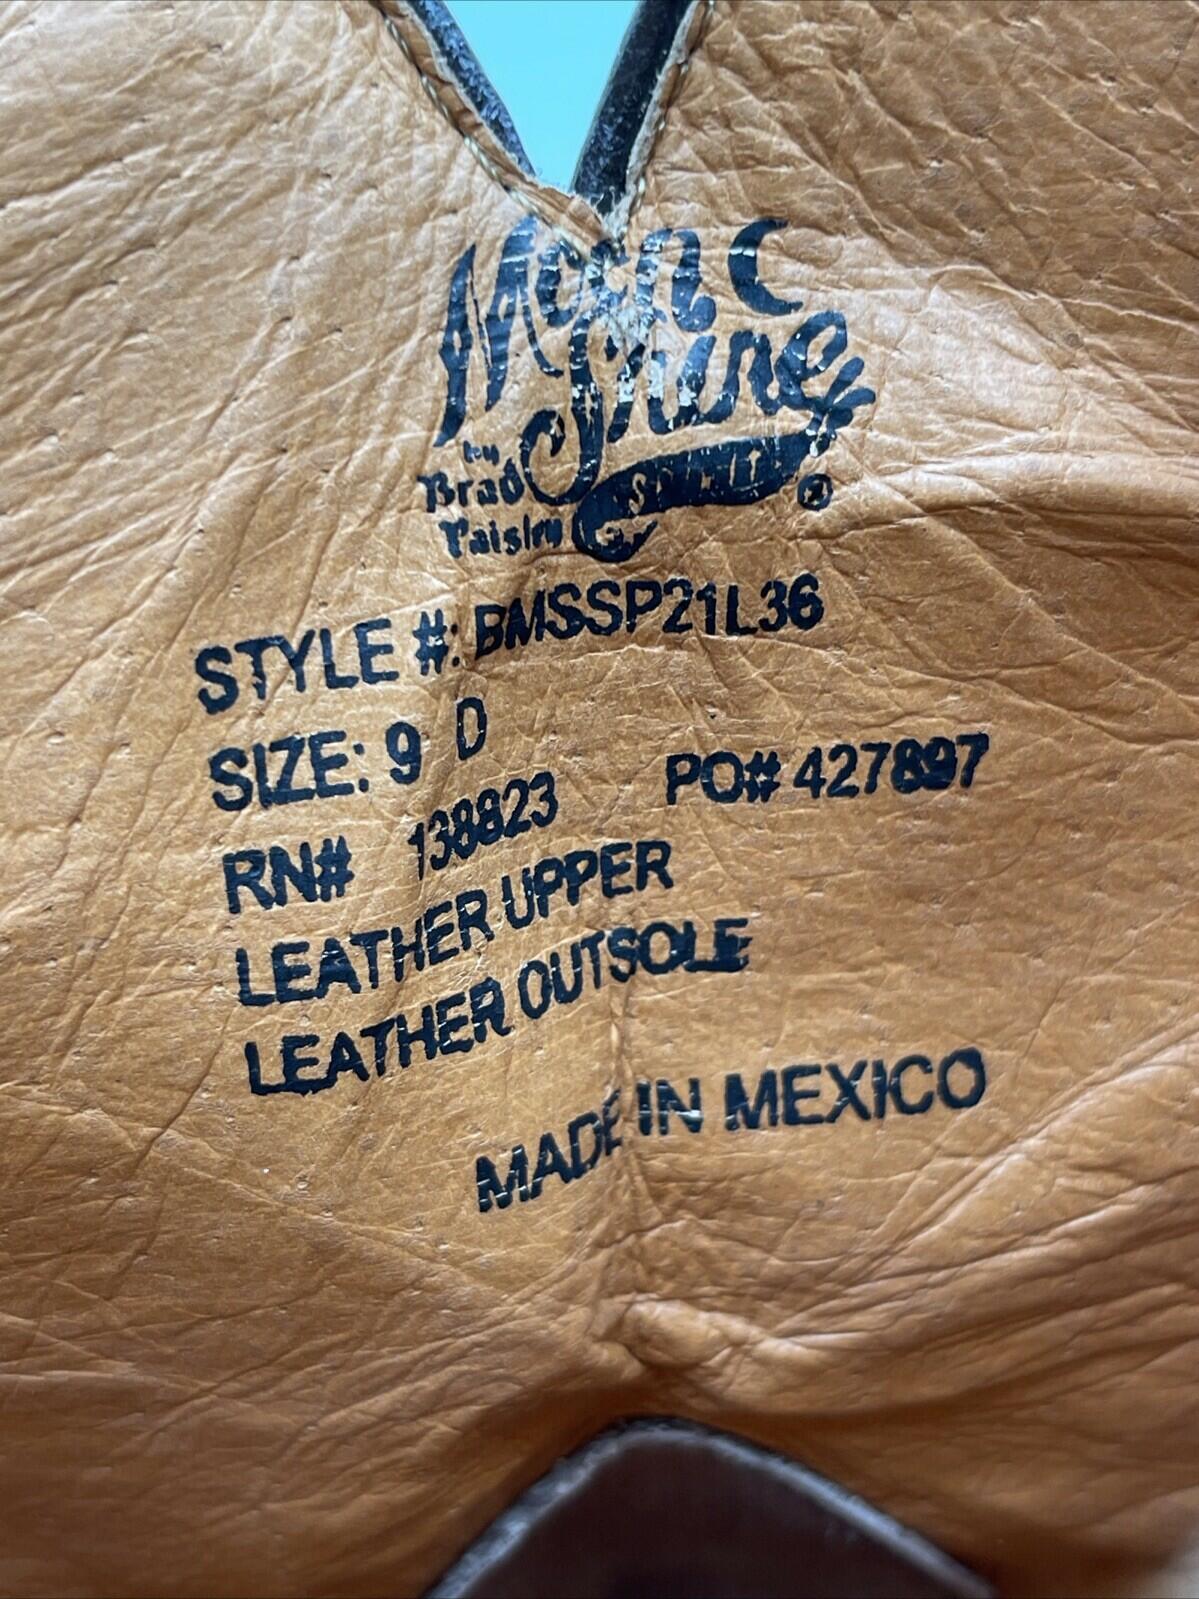 Moon
Shine
by
Brad
Paisley
SPIRIT
®
STYLE #: BMSSP21L36
SIZE: 9 D
RN# 138823 PO# 427897
LEATHER UPPER
LEATHER OUTSOLE
MADE IN MEXICO